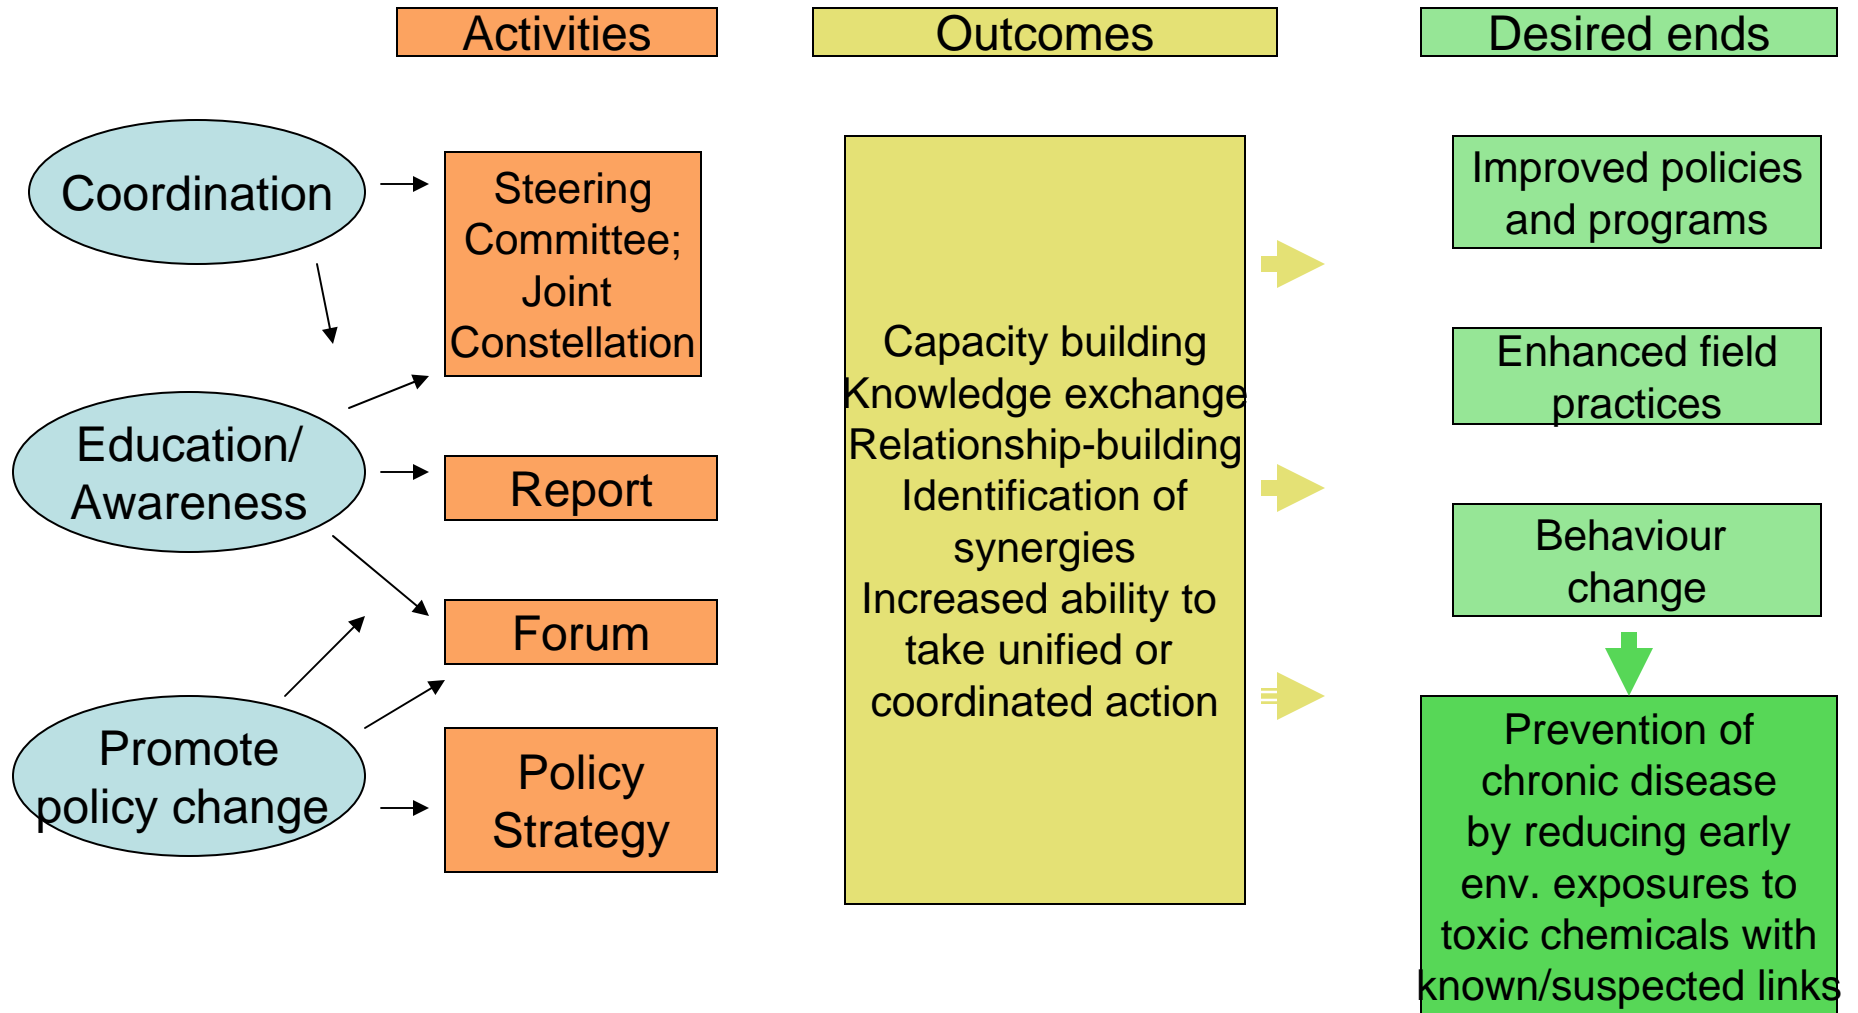 Activities
Outcomes
Desired ends
Coordination
Education/
Awareness
Promote
policy change
Steering
Committee;
Joint
Constellation
Report
Forum
Policy
Strategy
Capacity building
Knowledge exchange
Relationship-building
Identification of
synergies
Increased ability to
take unified or
coordinated action
Improved policies
and programs
Enhanced field
practices
Behaviour
change
Prevention of
chronic disease
by reducing early
env. exposures to
toxic chemicals with
known/suspected links